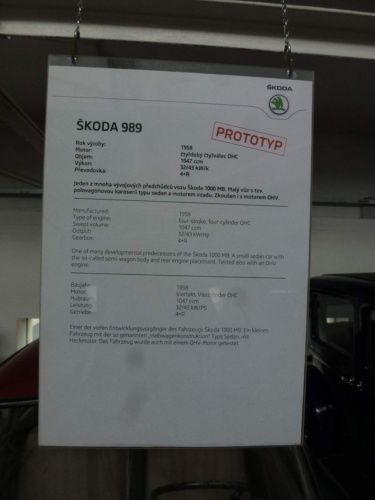 ŠKODA
ŠKODA 989
PROTOTYP
Rok výroby: 1958
Motor: čtyřdobý čtyřválec OHC
Objem: 1047 ccm
Výkon: 32/43 kW/k
Převodovka: 4+R
Jeden z mnoha vývojových předchůdců vozu Škoda 1000 MB. Malý vůz s tzv.
polowagonovou karoserií typu sedan a motorem vzadu. Zkoušen i s motorem OHV.
Manufactured: 1958
Type of engine: four-stroke, four-cylinder OHC
Swept volume: 1047 ccm
Output: 32/43 kW/Hp
Gearbox: 4+R
One of many developmental predecessors of the Škoda 1000 MB. A small sedan car with
the so-called semi-wagon body and rear engine placement. Tested also with an OHV
engine.
Baujahr: 1958
Motor: Viertakt, Vierzylinder OHC
Hubraum: 1047 ccm
Leistung: 32/43 kW/PS
Getriebe: 4+R
Einer der vielen Entwicklungsvorgänger des Fahrzeugs Škoda 1000 MB. Ein kleines
Fahrzeug mit der so genannten „Halbwagenkonstruktion" Typs Sedan, mit
Heckmotor. Das Fahrzeug wurde auch mit einem OHV-Motor getestet.